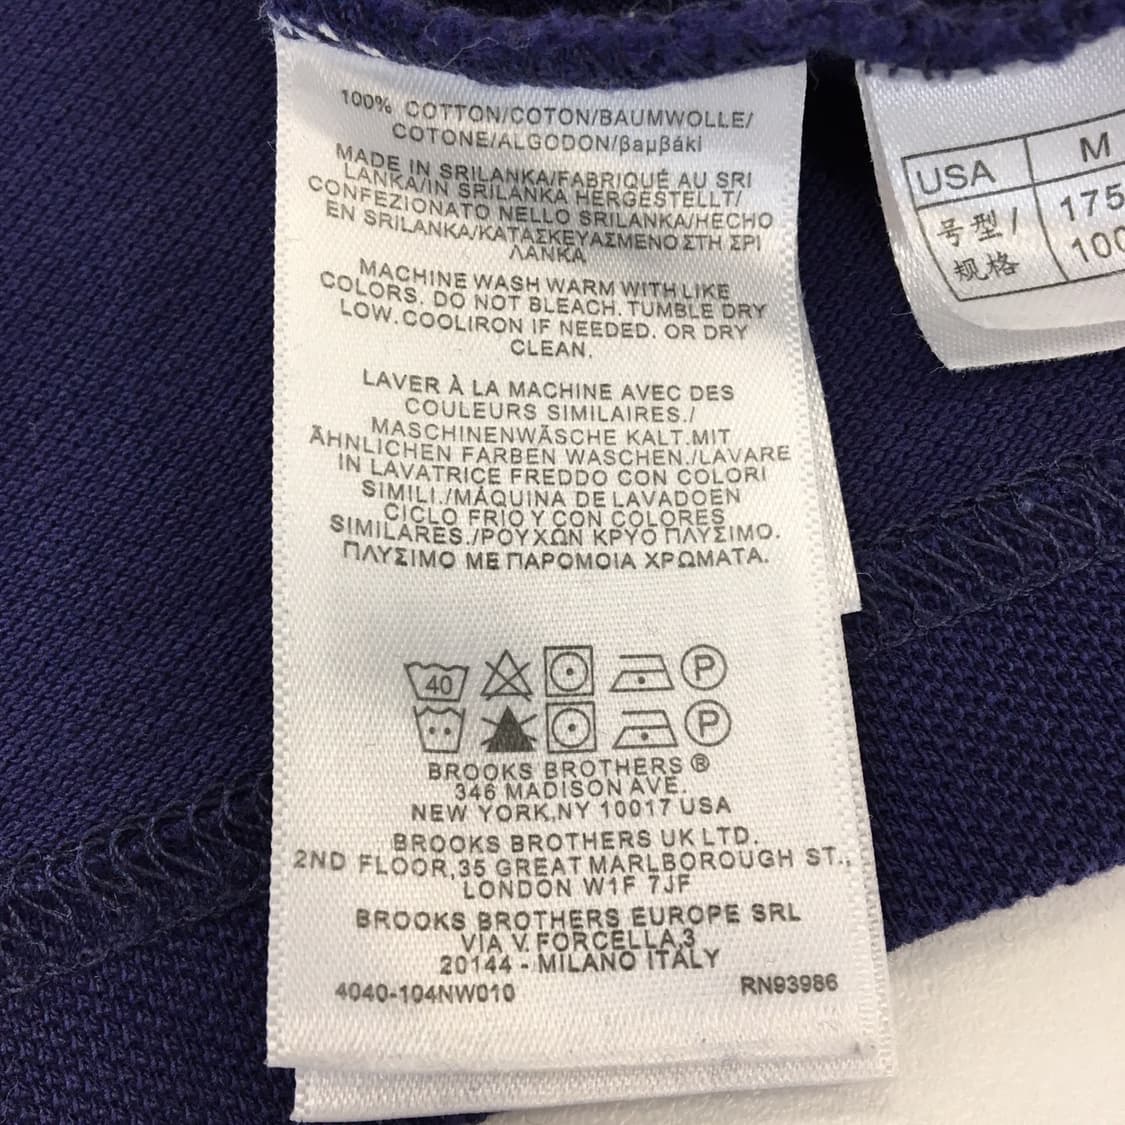 100% COTTON/COTON/BAUMWOLLE/
COTONE/ALGODON/βαμβάκι
MADE IN SRILANKA/FABRIQUÉ AU SRI
LANKA/IN SRILANKA HERGESTELLT/
CONFEZIONATO NELLO SRILANKA/HECHO
EN SRILANKA/ΚΑΤΑΣΚΕΥΑΣΜΕΝΟ ΣΤΗ ΣΡΙ
ΛΑΝΚΑ
MACHINE WASH WARM WITH LIKE
COLORS. DO NOT BLEACH. TUMBLE DRY
LOW. COOLIRON IF NEEDED. OR DRY
CLEAN.
LAVER À LA MACHINE AVEC DES
COULEURS SIMILAIRES./
MASCHINENWÄSCHE KALT.MIT
ÄHNLICHEN FARBEN WASCHEN./LAVARE
IN LAVATRICE FREDDO CON COLORI
SIMILI./MÁQUINA DE LAVADOEN
CICLO FRIO Y CON COLORES
SIMILARES./ΡΟΥΧΩΝ ΚΡΥΟ ΠΛΥΣΙΜΟ.
ΠΛΥΣΙΜΟ ΜΕ ΠΑΡΟΜΟΙΑ ΧΡΩΜΑΤΑ.
40 P
P
BROOKS BROTHERS ®
346 MADISON AVE.
NEW YORK,NY 10017 USA
BROOKS BROTHERS UK LTD.
2ND FLOOR,35 GREAT MARLBOROUGH ST.,
LONDON W1F 7JF
BROOKS BROTHERS EUROPE SRL
VIA V. FORCELLA,3
20144 - MILANO ITALY
4040-104NW010 RN93986
USA M
号型/ 175
规格 100